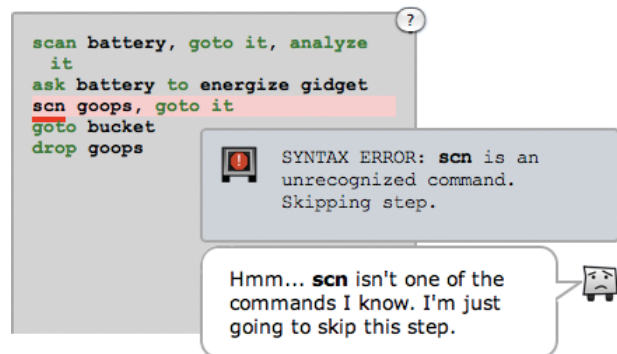 ?
scan battery, goto it, analyze
it
ask battery to energize gidget
scn goops, goto it
goto bucket
drop goops
SYNTAX ERROR: scn is an
unrecognized command.
Skipping step.
Hmm... scn isn't one of the
commands I know. I'm just
going to skip this step.